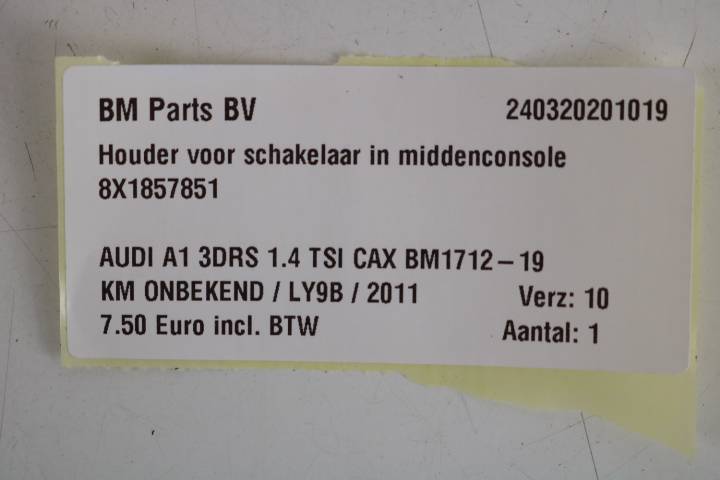 BM Parts BV 240320201019
Houder voor schakelaar in middenconsole
8X1857851
AUDI A1 3DRS 1.4 TSI CAX BM1712-19
KM ONBEKEND / LY9B / 2011 Verz: 10
7.50 Euro incl. BTW Aantal: 1